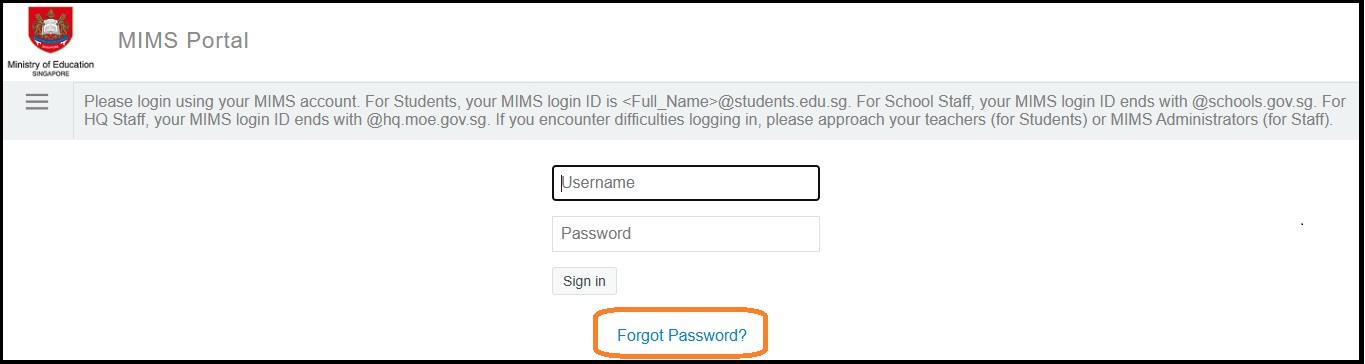 MIMS Portal
Ministry of Education
SINGAPORE
Please login using your MIMS account. For Students, your MIMS login ID is <Full_Name>@students.edu.sg. For School Staff, your MIMS login ID ends with @schools.gov.sg. For
HQ Staff, your MIMS login ID ends with @hq.moe.gov.sg. If you encounter difficulties logging in, please approach your teachers (for Students) or MIMS Administrators (for Staff).
Username
Password
Sign in
Forgot Password?